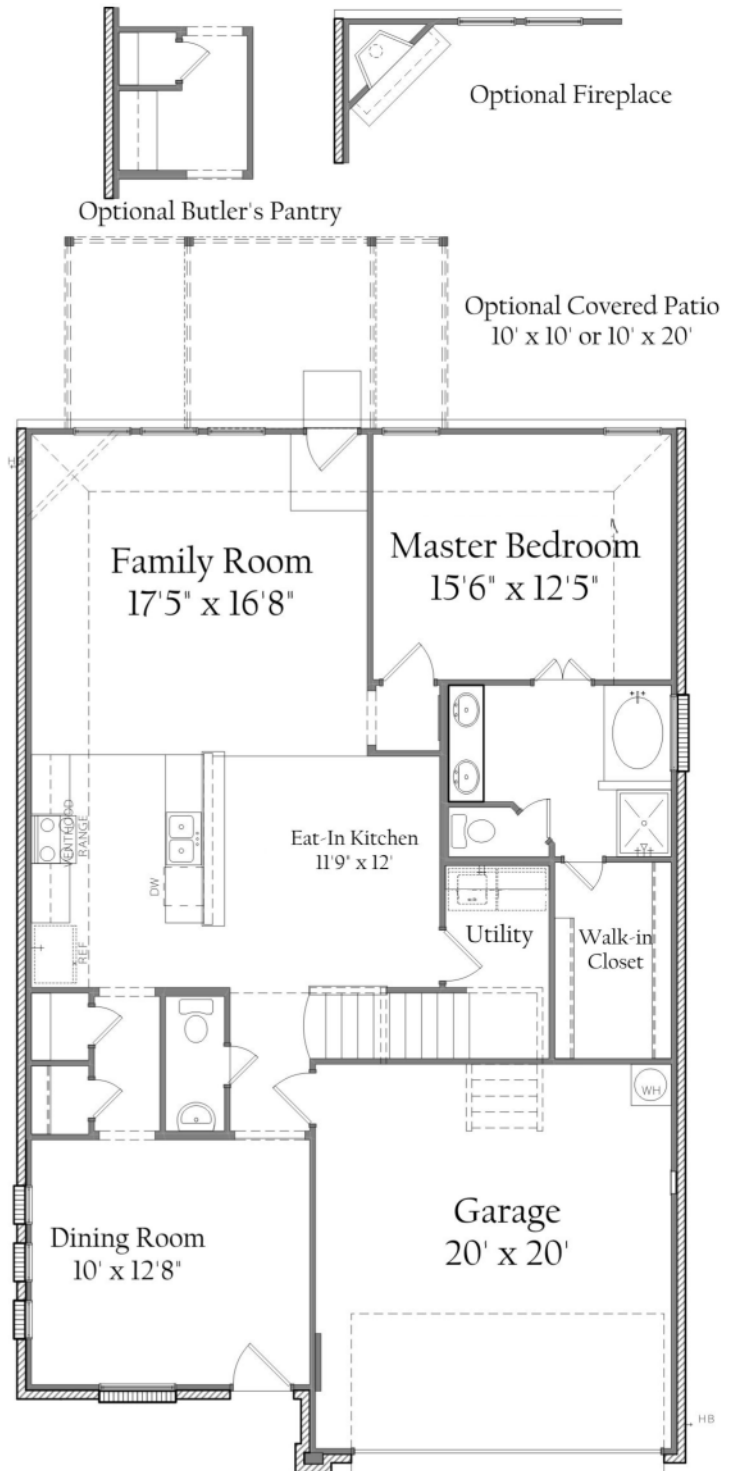 Optional Fireplace
Optional Butler's Pantry
Optional Covered Patio
10' x 10' or 10' x 20'
Family Room
17'5" x 16'8"
Master Bedroom
15'6" x 12'5"
VENTHOOD
RANGE
Eat-In Kitchen
11'9" x 12'
DW
REF
Utility
Walk-in
Closet
WH
Dining Room
10' x 12'8"
Garage
20' x 20'
HB